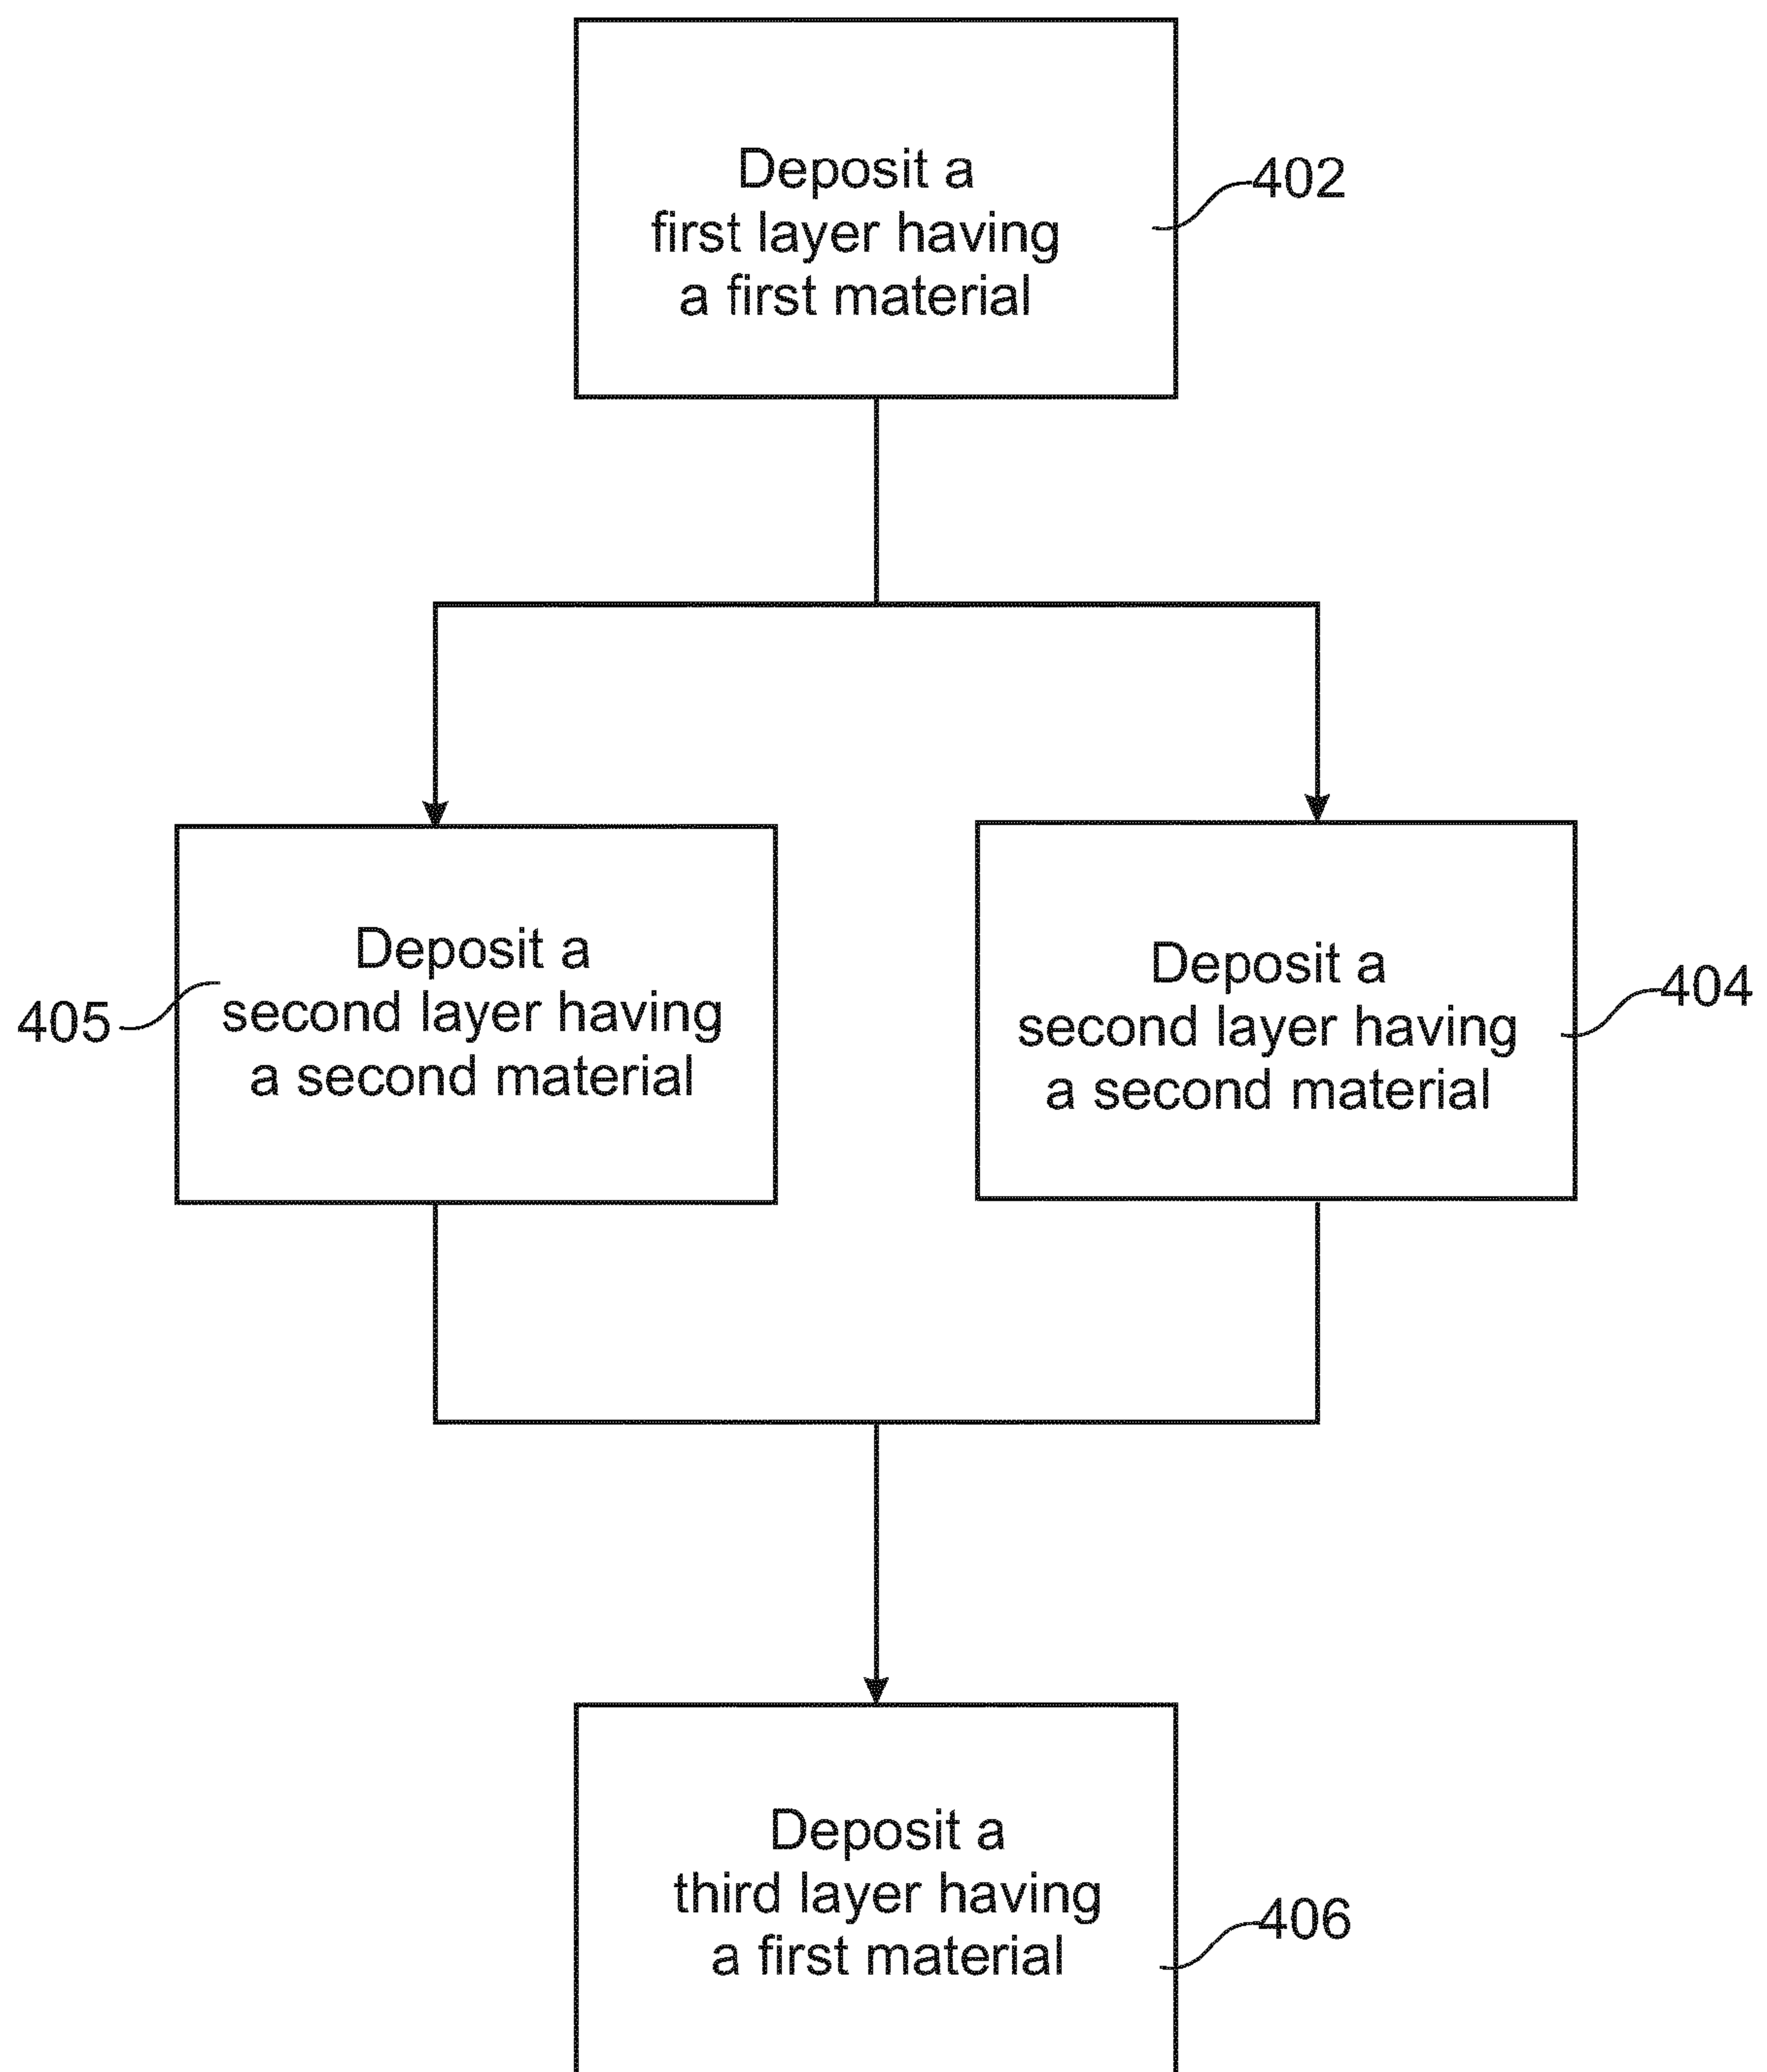 Deposit a
first layer having
a first material
402
Deposit a
second layer having
a second material
405
Deposit a
second layer having
a second material
404
Deposit a
third layer having
a first material
406